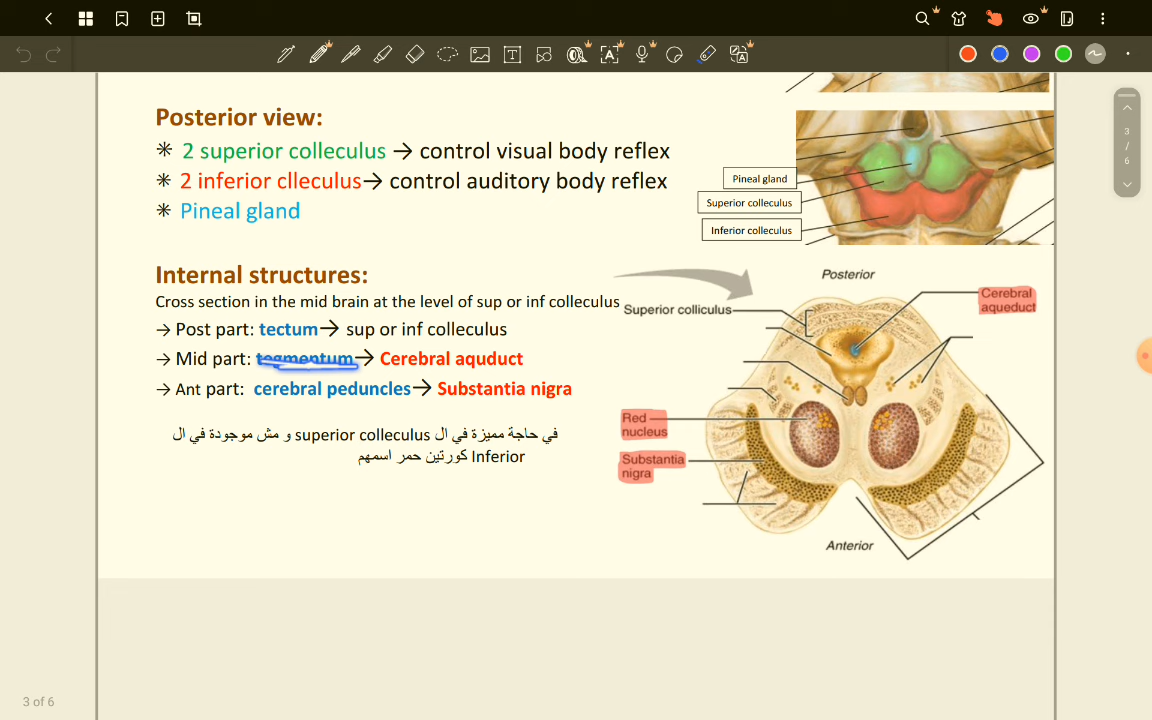 Posterior view:
✳ 2 superior colleculus → control visual body reflex
✳ 2 inferior clleculus→ control auditory body reflex
✳ Pineal gland
Pineal gland
Superior colleculus
Inferior colleculus
Internal structures:
Cross section in the mid brain at the level of sup or inf colleculus
→ Post part: tectum→ sup or inf colleculus
→ Mid part: tegmentum→ Cerebral aquduct
→ Ant part: cerebral peduncles→ Substantia nigra
في حاجة مميزة في ال superior colleculus و مش موجودة في ال
Inferior كورتين حمر اسمهم
Posterior
Superior colliculus
Cerebral
aqueduct
Red
nucleus
Substantia
nigra
Anterior
3
/
6
3 of 6